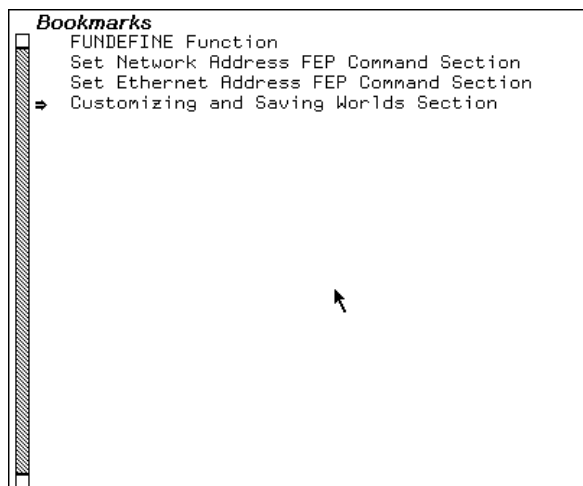 Bookmarks
FUNDEFINE Function
Set Network Address FEP Command Section
Set Ethernet Address FEP Command Section
⇒ Customizing and Saving Worlds Section